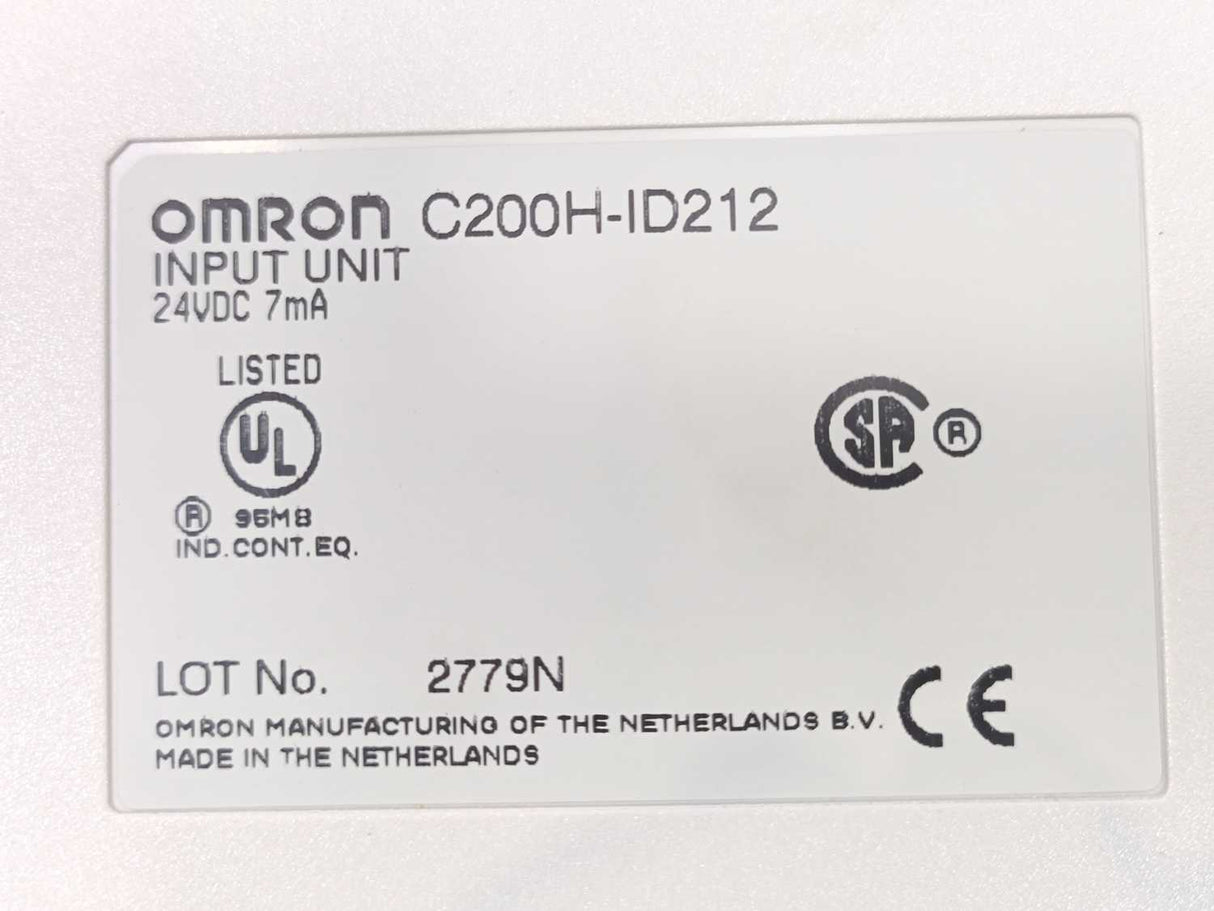 OMRON C200H-ID212
INPUT UNIT
24VDC 7mA
LISTED
UL
® 95M8
IND.CONT.EQ.
SA ®
LOT No. 2779N
OMRON MANUFACTURING OF THE NETHERLANDS B.V.
MADE IN THE NETHERLANDS
CE